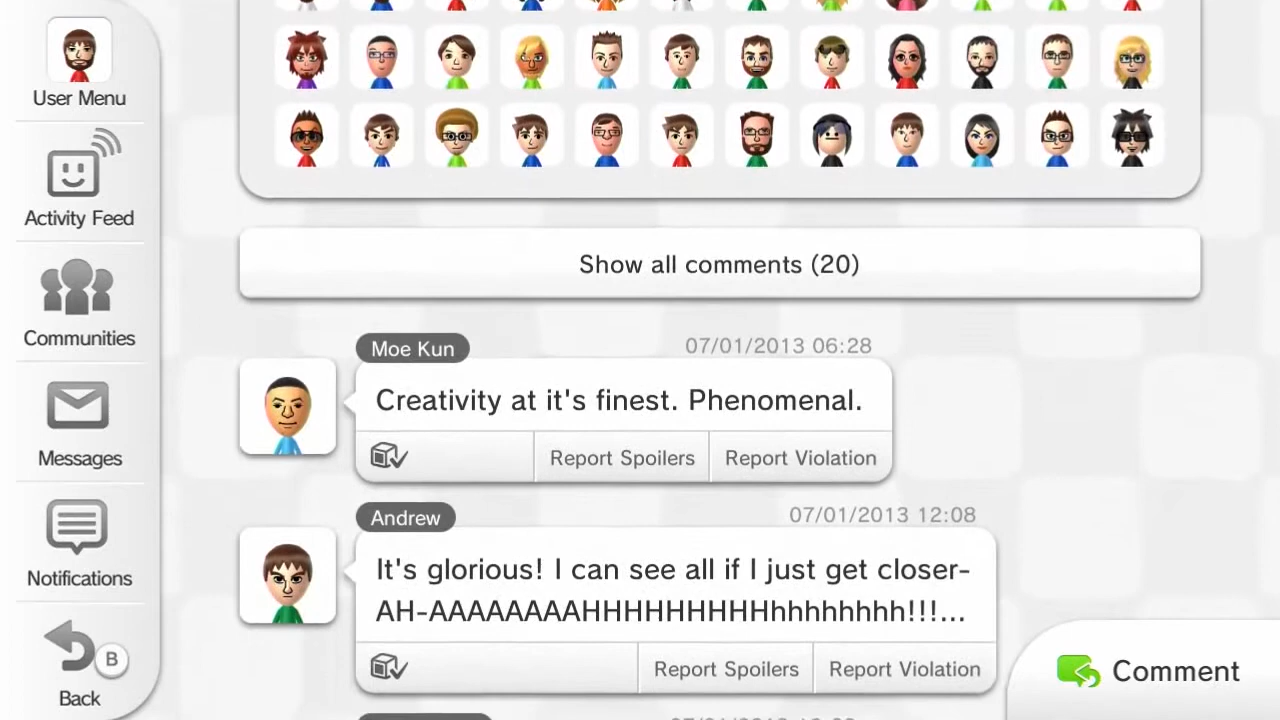 User Menu
Activity Feed
Communities
Messages
Notifications
B
Back
Show all comments (20)
Moe Kun
07/01/2013 06:28
Creativity at it's finest. Phenomenal.
Report Spoilers
Report Violation
Andrew
07/01/2013 12:08
It's glorious! I can see all if I just get closer-
AH-AAAAAAAAHHHHHHHHHHhhhhhhhh!!!...
Report Spoilers
Report Violation
Comment